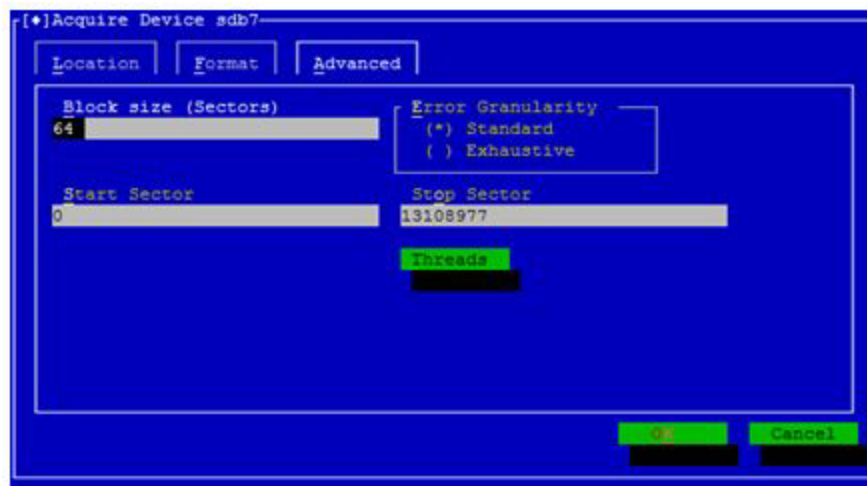 [♦]Acquire Device sdb7
Location Format Advanced
Block size (Sectors)
64
Error Granularity
(*) Standard
( ) Exhaustive
Start Sector
0
Stop Sector
13108977
Threads
OK Cancel